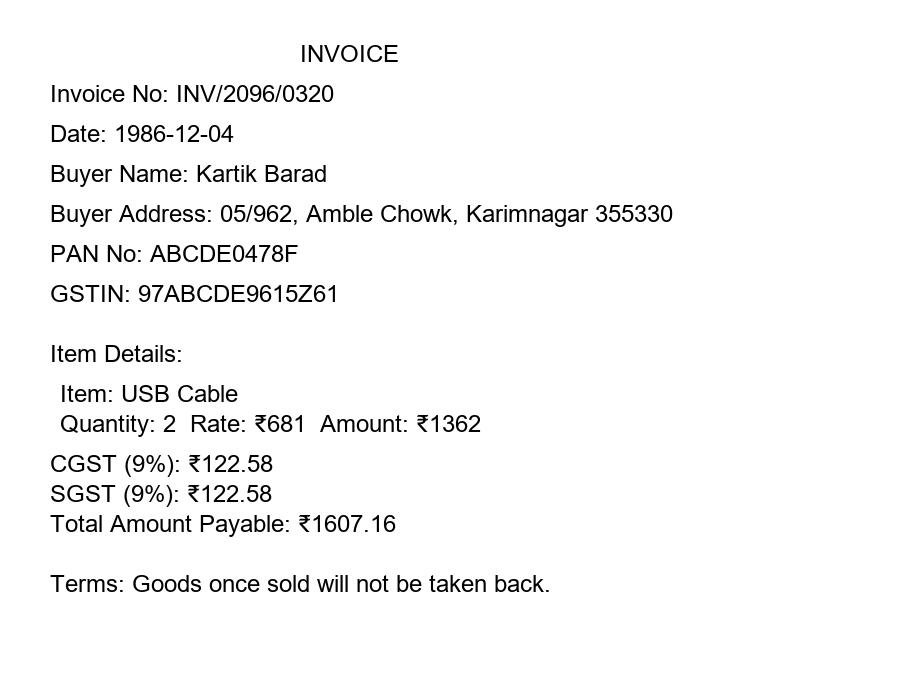 INVOICE
Invoice No: INV/2096/0320
Date: 1986-12-04
Buyer Name: Kartik Barad
Buyer Address: 05/962, Amble Chowk, Karimnagar 355330
PAN No: ABCDE0478F
GSTIN: 97ABCDE9615Z61
Item Details:
Item: USB Cable
Quantity: 2  Rate: ₹681  Amount: ₹1362
CGST (9%): ₹122.58
SGST (9%): ₹122.58
Total Amount Payable: ₹1607.16
Terms: Goods once sold will not be taken back.